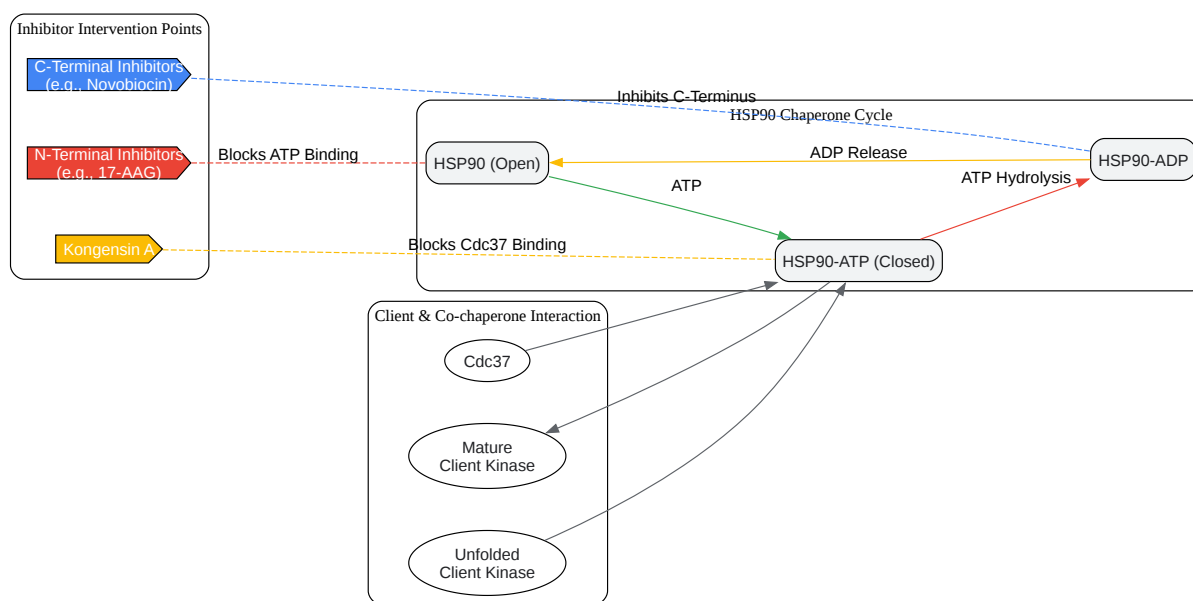 Inhibitor Intervention Points
C-Terminal Inhibitors
(e.g., Novobiocin)
Inhibits C-Terminus
HSP90 Chaperone Cycle
N-Terminal Inhibitors
(e.g., 17-AAG)
Blocks ATP Binding
HSP90 (Open)
ADP Release
HSP90-ADP
ATP
ATP Hydrolysis
Kongensin A
Blocks Cdc37 Binding
HSP90-ATP (Closed)
Client & Co-chaperone Interaction
Cdc37
Mature
Client Kinase
Unfolded
Client Kinase